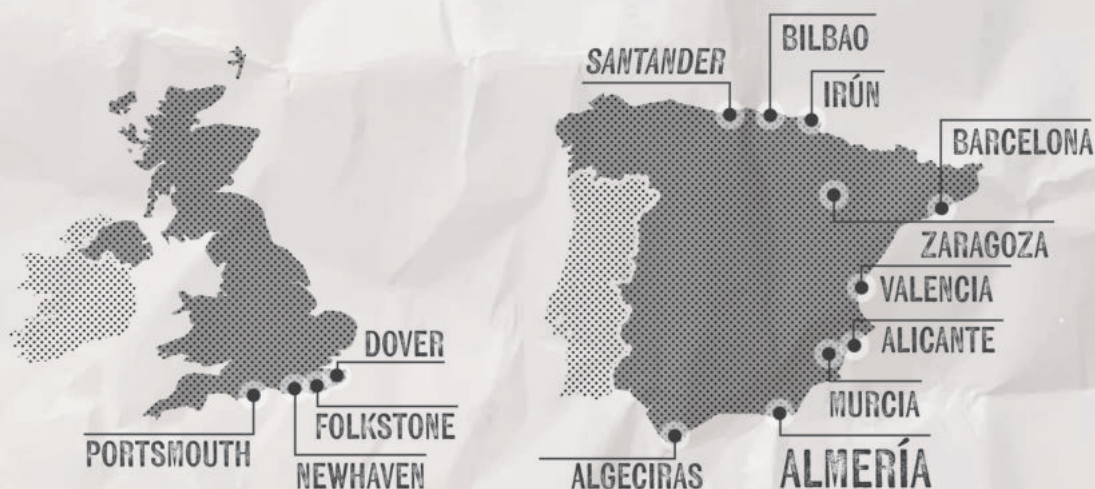 DOVER
FOLKSTONE
PORTSMOUTH
NEWHAVEN
BILBAO
SANTANDER
IRÚN
BARCELONA
ZARAGOZA
VALENCIA
ALICANTE
MURCIA
ALGECIRAS
ALMERÍA